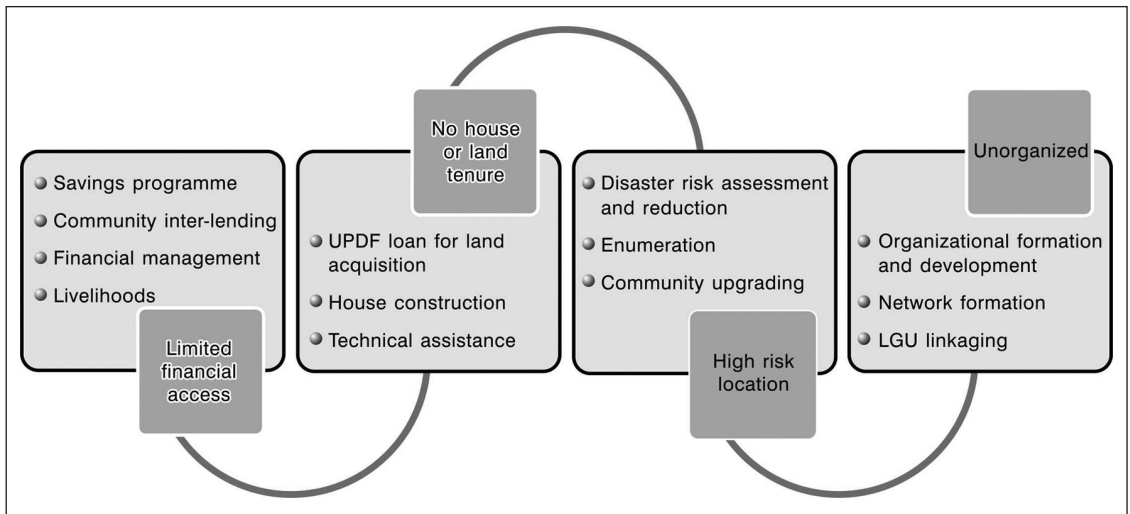 Savings programme
Community inter-lending
Financial management
Livelihoods
Limited
financial
access
No house
or land
tenure
UPDF loan for land
acquisition
House construction
Technical assistance
Disaster risk assessment
and reduction
Enumeration
Community upgrading
High risk
location
Unorganized
Organizational formation
and development
Network formation
LGU linkaging